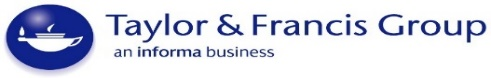 Taylor & Francis Group
an informa business